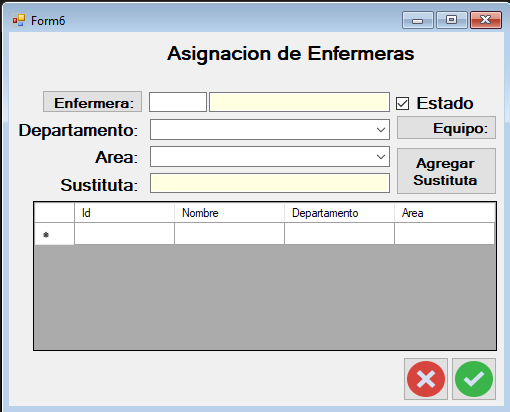 Form6
Asignacion de Enfermeras
Enfermera:
Estado
Departamento:
Equipo:
Area:
Agregar
Sustituta
Sustituta:
Id Nombre Departamento Area